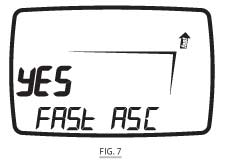 YES
FASt ASC
FIG. 7